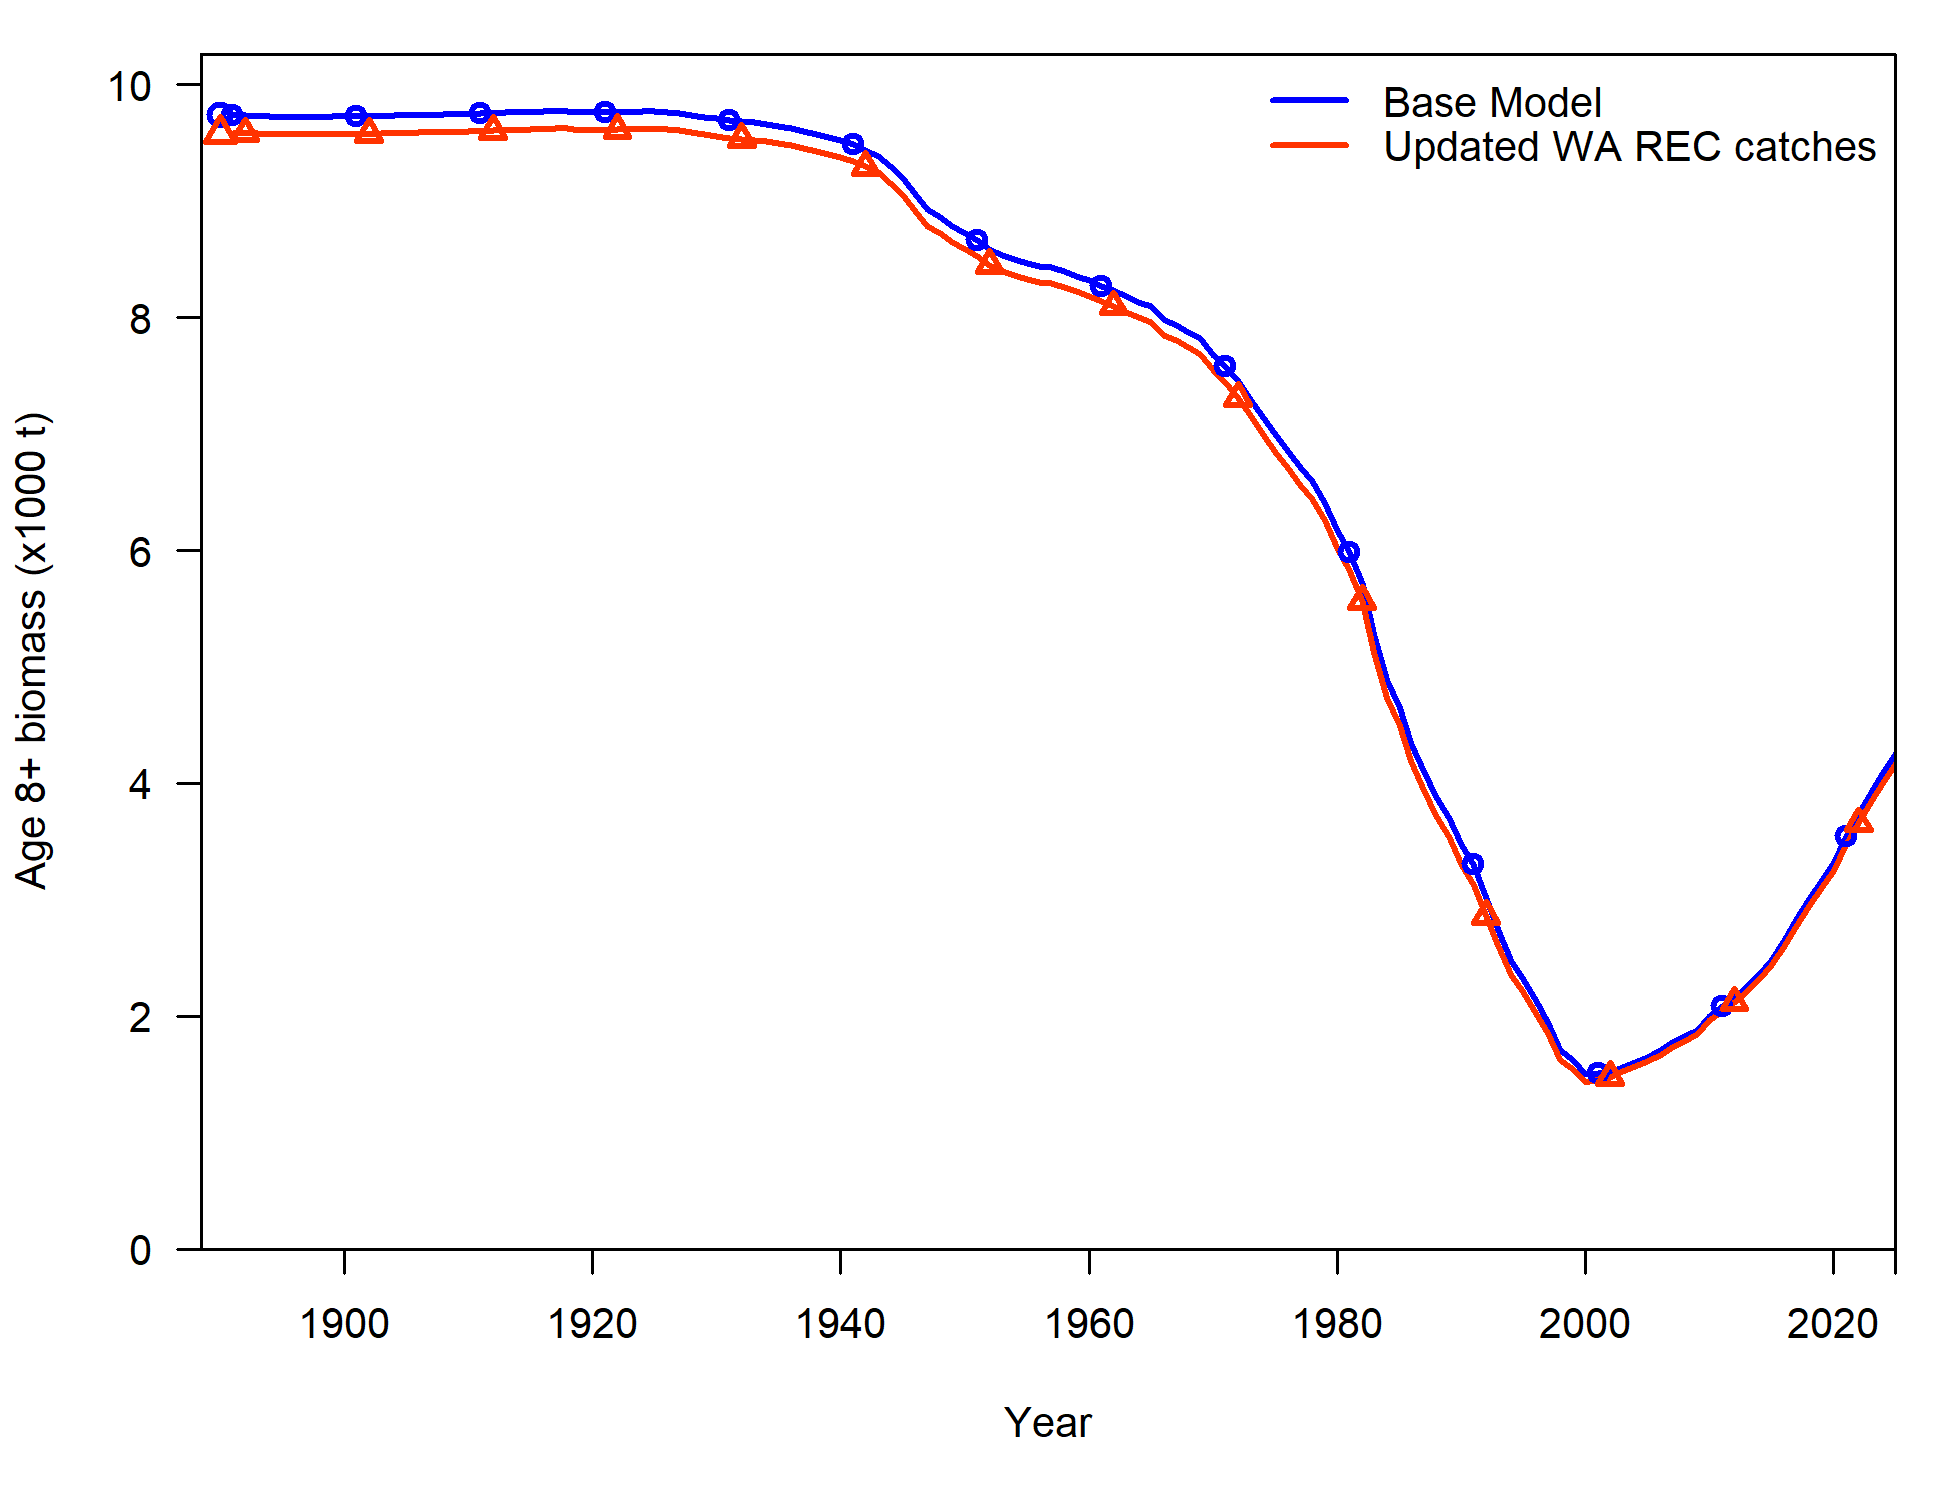 Base Model
Updated WA REC catches
Age 8+ biomass (x1000 t)
10
8
6
4
2
0
1900 1920 1940 1960 1980 2000 2020
Year